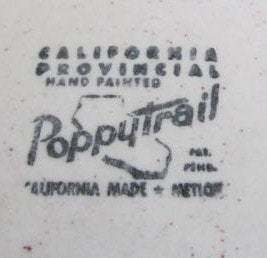 CALIFORNIA
PROVINCIAL
HAND PAINTED
Poppytrail
PAT.
PEND.
CALIFORNIA MADE ★ METLOX